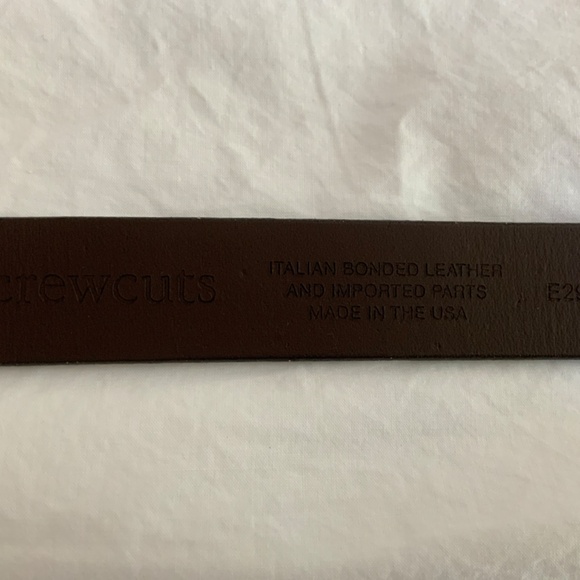 crewcuts
ITALIAN BONDED LEATHER
AND IMPORTED PARTS
MADE IN THE USA